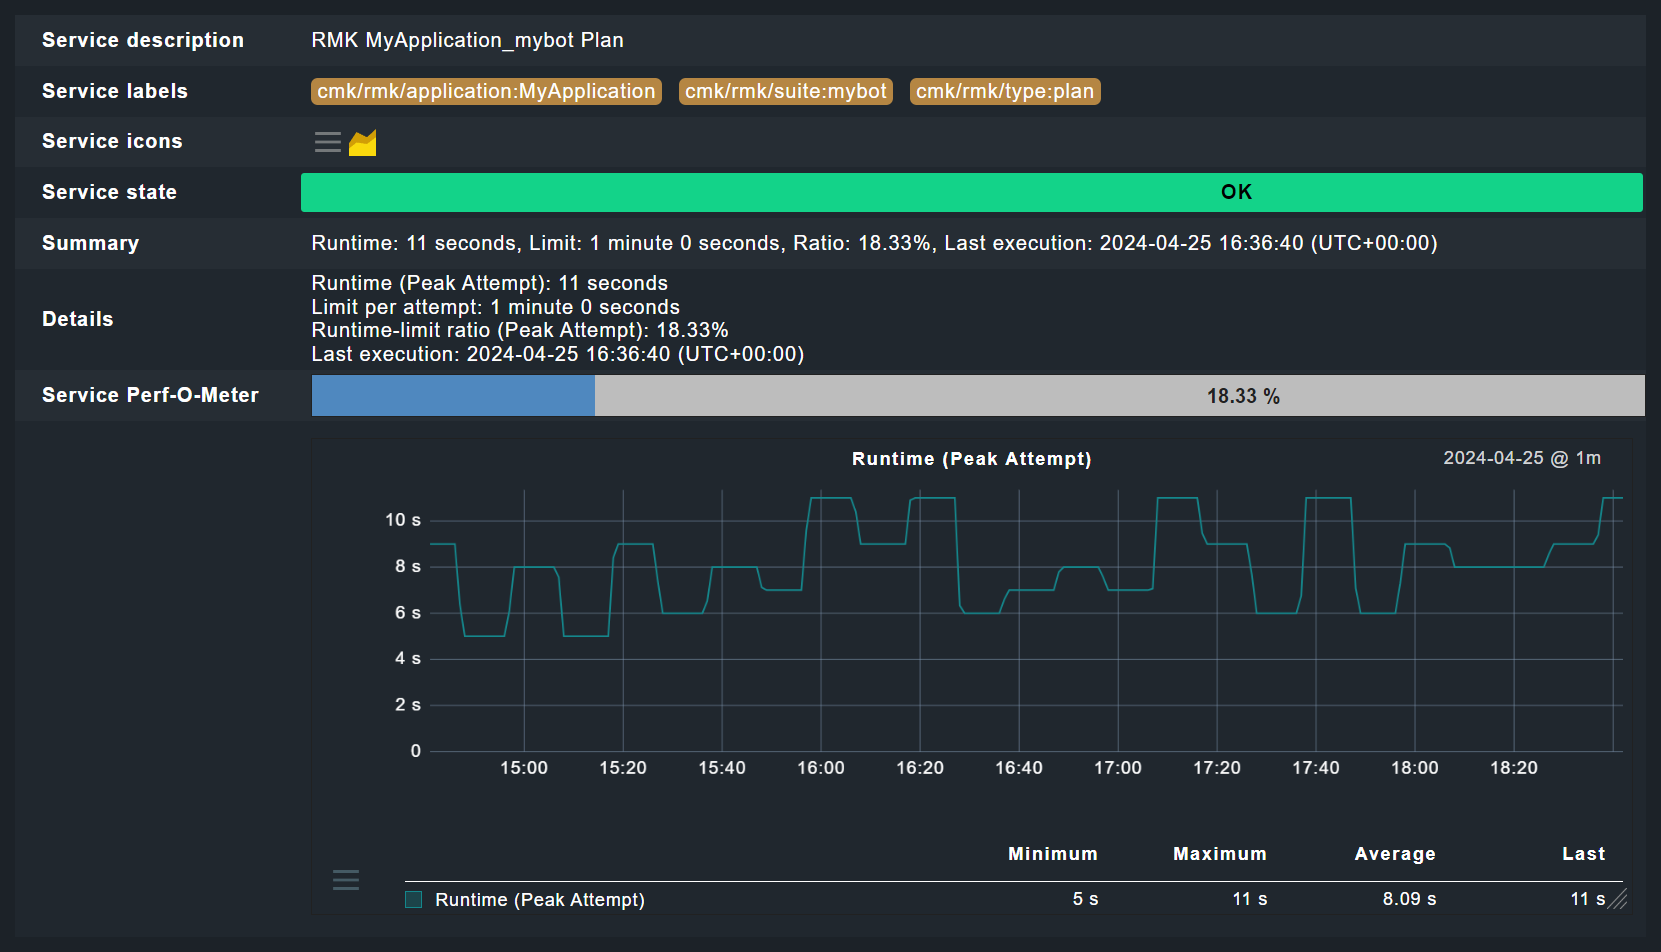 Service description RMK MyApplication_mybot Plan
Service labels cmk/rmk/application:MyApplication cmk/rmk/suite:mybot cmk/rmk/type:plan
Service icons
Service state OK
Summary Runtime: 11 seconds, Limit: 1 minute 0 seconds, Ratio: 18.33%, Last execution: 2024-04-25 16:36:40 (UTC+00:00)
Details
Runtime (Peak Attempt): 11 seconds
Limit per attempt: 1 minute 0 seconds
Runtime-limit ratio (Peak Attempt): 18.33%
Last execution: 2024-04-25 16:36:40 (UTC+00:00)
Service Perf-O-Meter 18.33 %
Runtime (Peak Attempt) 2024-04-25 @ 1m
10 s
8 s
6 s
4 s
2 s
0
15:00 15:20 15:40 16:00 16:20 16:40 17:00 17:20 17:40 18:00 18:20
Minimum Maximum Average Last
Runtime (Peak Attempt) 5 s 11 s 8.09 s 11 s